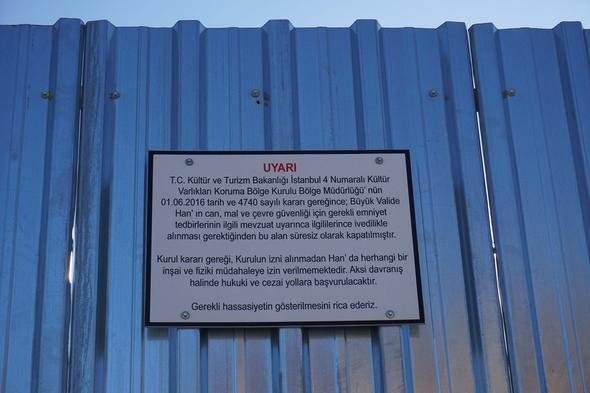 UYARI
T.C. Kültür ve Turizm Bakanlığı İstanbul 4 Numaralı Kültür
Varlıkları Koruma Bölge Kurulu Bölge Müdürlüğü' nün
01.06.2016 tarih ve 4740 sayılı kararı gereğince; Büyük Valide
Han' ın can, mal ve çevre güvenliği için gerekli emniyet
tedbirlerinin ilgili mevzuat uyarınca ilgililerince ivedilikle
alınması gerektiğinden bu alan süresiz olarak kapatılmıştır.
Kurul kararı gereği, Kurulun izni alınmadan Han' da herhangi bir
inşai ve fiziki müdahaleye izin verilmemektedir. Aksi davranış
halinde hukuki ve cezai yollara başvurulacaktır.
Gerekli hassasiyetin gösterilmesini rica ederiz.